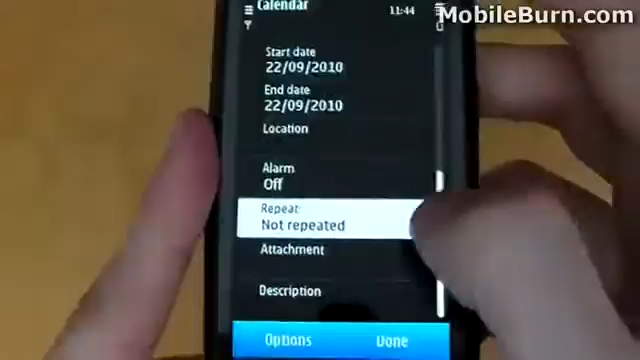 Calendar
11:44
MobileBurn.com
Start date
22/09/2010
End date
22/09/2010
Location
Alarm
Off
Repeat:
Not repeated
Attachment
Description
Options
Done